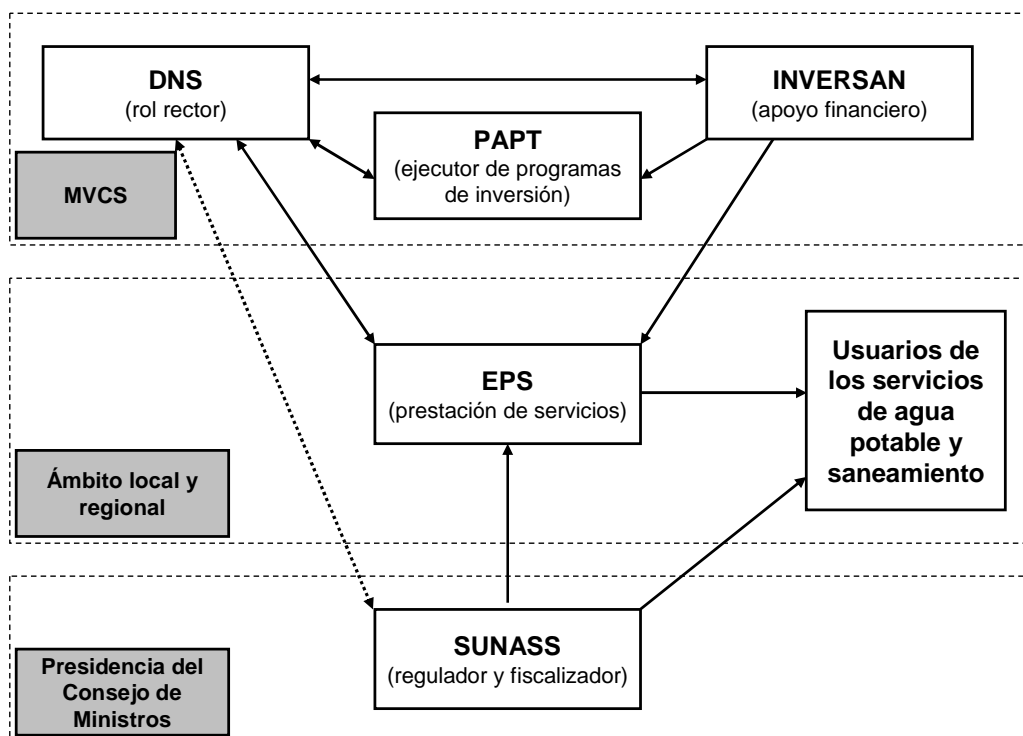 DNS
(rol rector)
INVERSAN
(apoyo financiero)
PAPT
(ejecutor de programas
de inversión)
MVCS
EPS
(prestación de servicios)
Usuarios de
los servicios
de agua
potable y
saneamiento
Ámbito local y
regional
SUNASS
(regulador y fiscalizador)
Presidencia del
Consejo de
Ministros